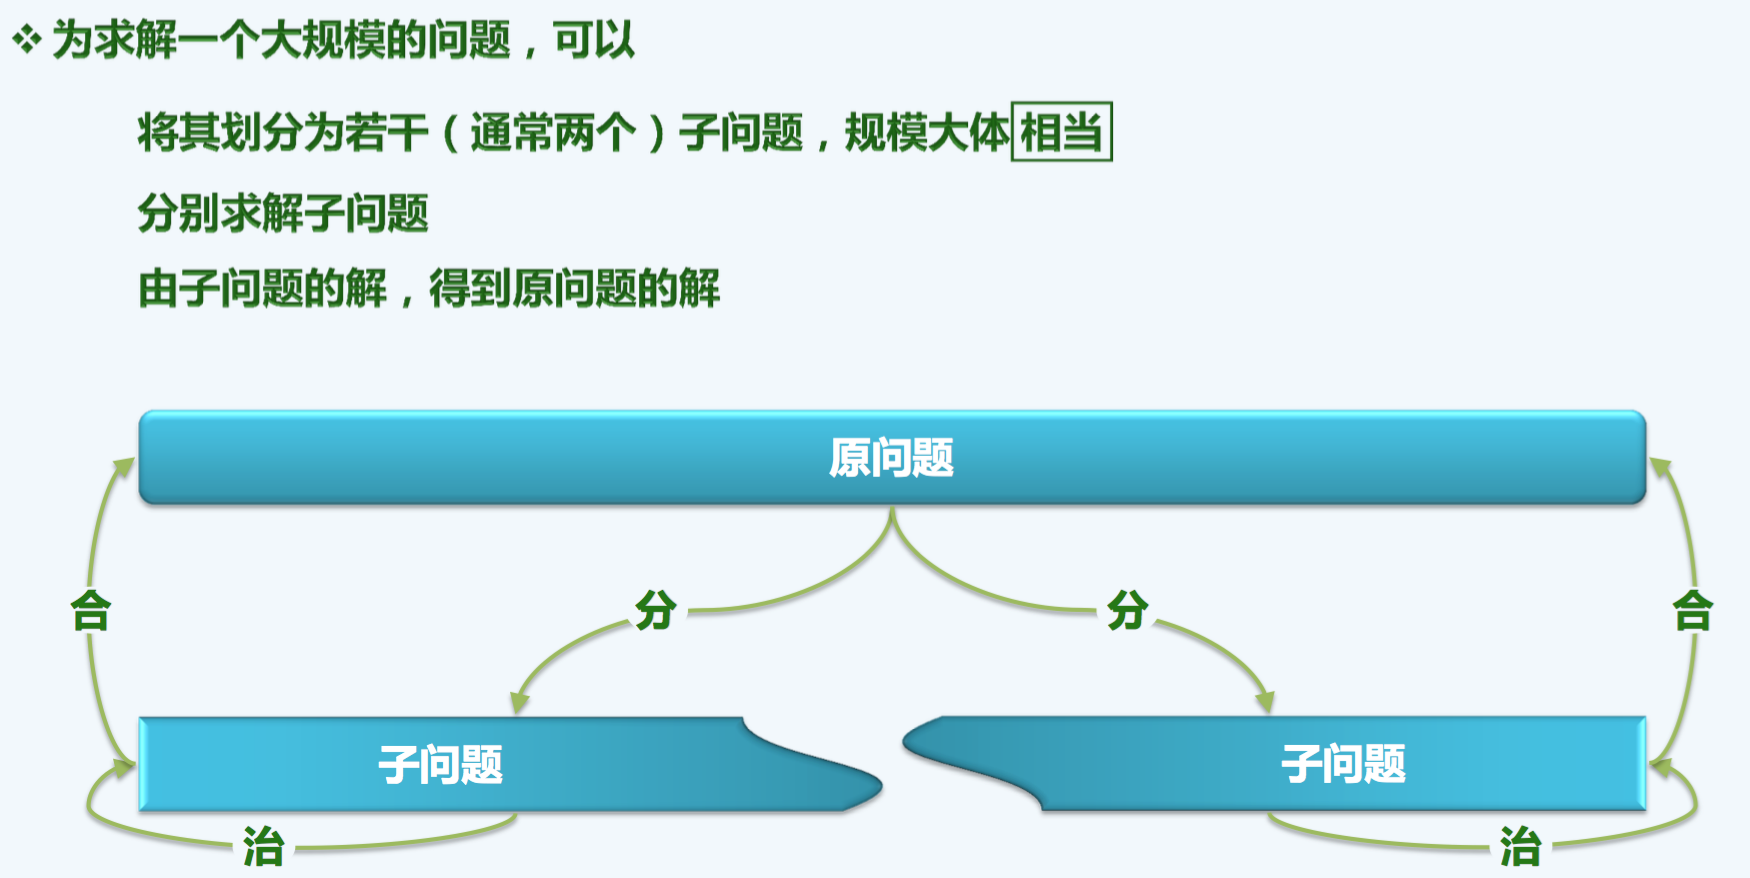 ❖ 为求解一个大规模的问题，可以
将其划分为若干（通常两个）子问题，规模大体相当
分别求解子问题
由子问题的解，得到原问题的解
原问题
合
分
分
合
子问题
子问题
治
治